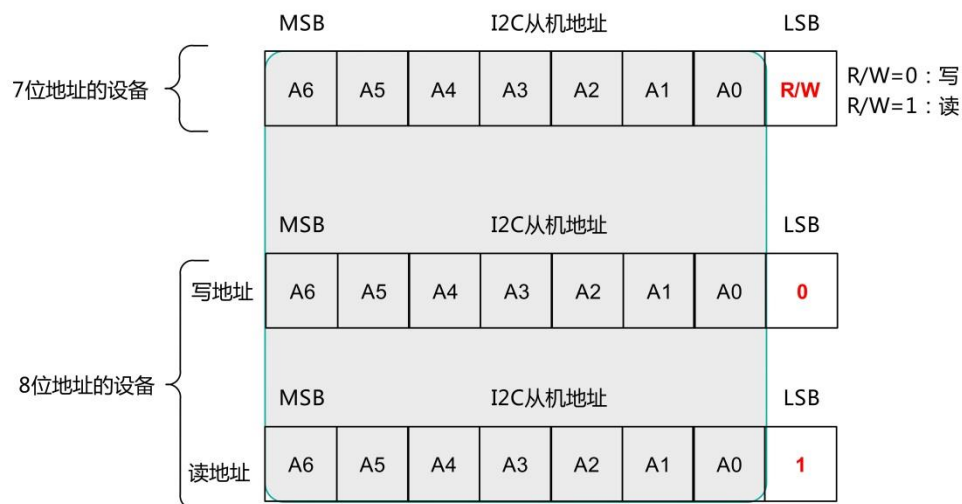 MSB I2C从机地址 LSB
7位地址的设备 A6 A5 A4 A3 A2 A1 A0 R/W
R/W=0：写
R/W=1：读
MSB I2C从机地址 LSB
写地址 A6 A5 A4 A3 A2 A1 A0 0
8位地址的设备
MSB I2C从机地址 LSB
读地址 A6 A5 A4 A3 A2 A1 A0 1